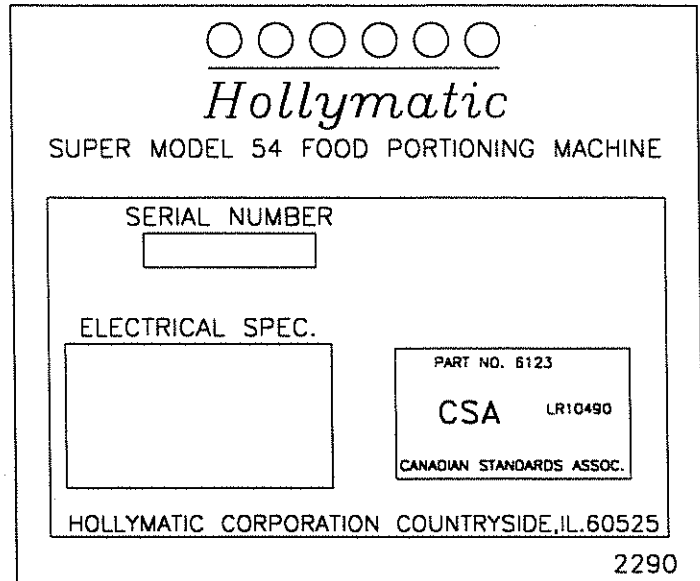 Hollymatic
SUPER MODEL 54 FOOD PORTIONING MACHINE
SERIAL NUMBER
ELECTRICAL SPEC.
PART NO. 6123
CSA LR10490
CANADIAN STANDARDS ASSOC.
HOLLYMATIC CORPORATION COUNTRYSIDE,IL.60525
2290